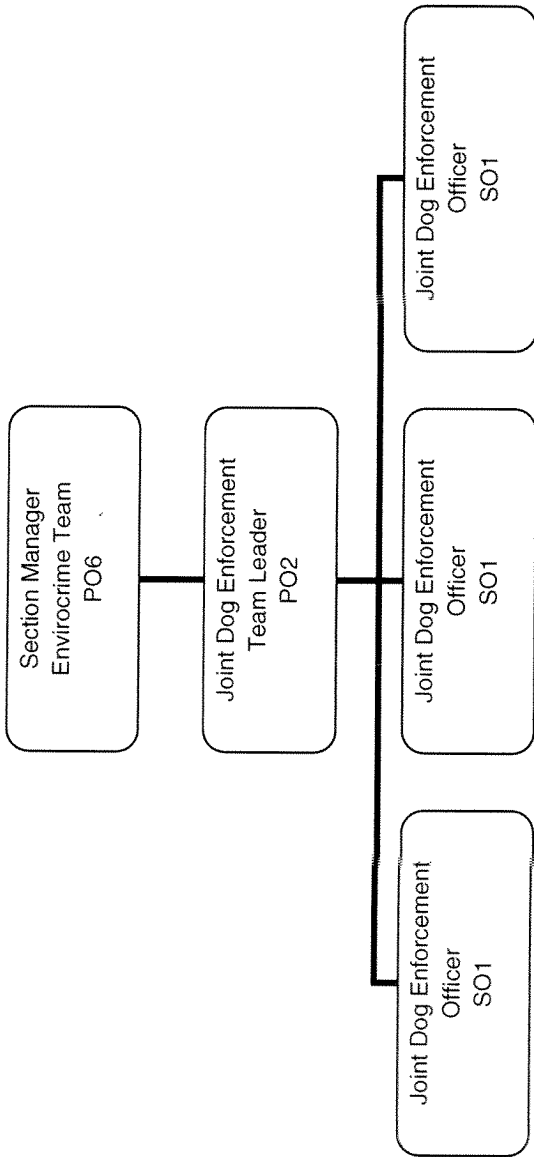 Section Manager
Envirocrime Team
PO6
Joint Dog Enforcement
Team Leader
PO2
Joint Dog Enforcement
Officer
SO1
Joint Dog Enforcement
Officer
SO1
Joint Dog Enforcement
Officer
SO1